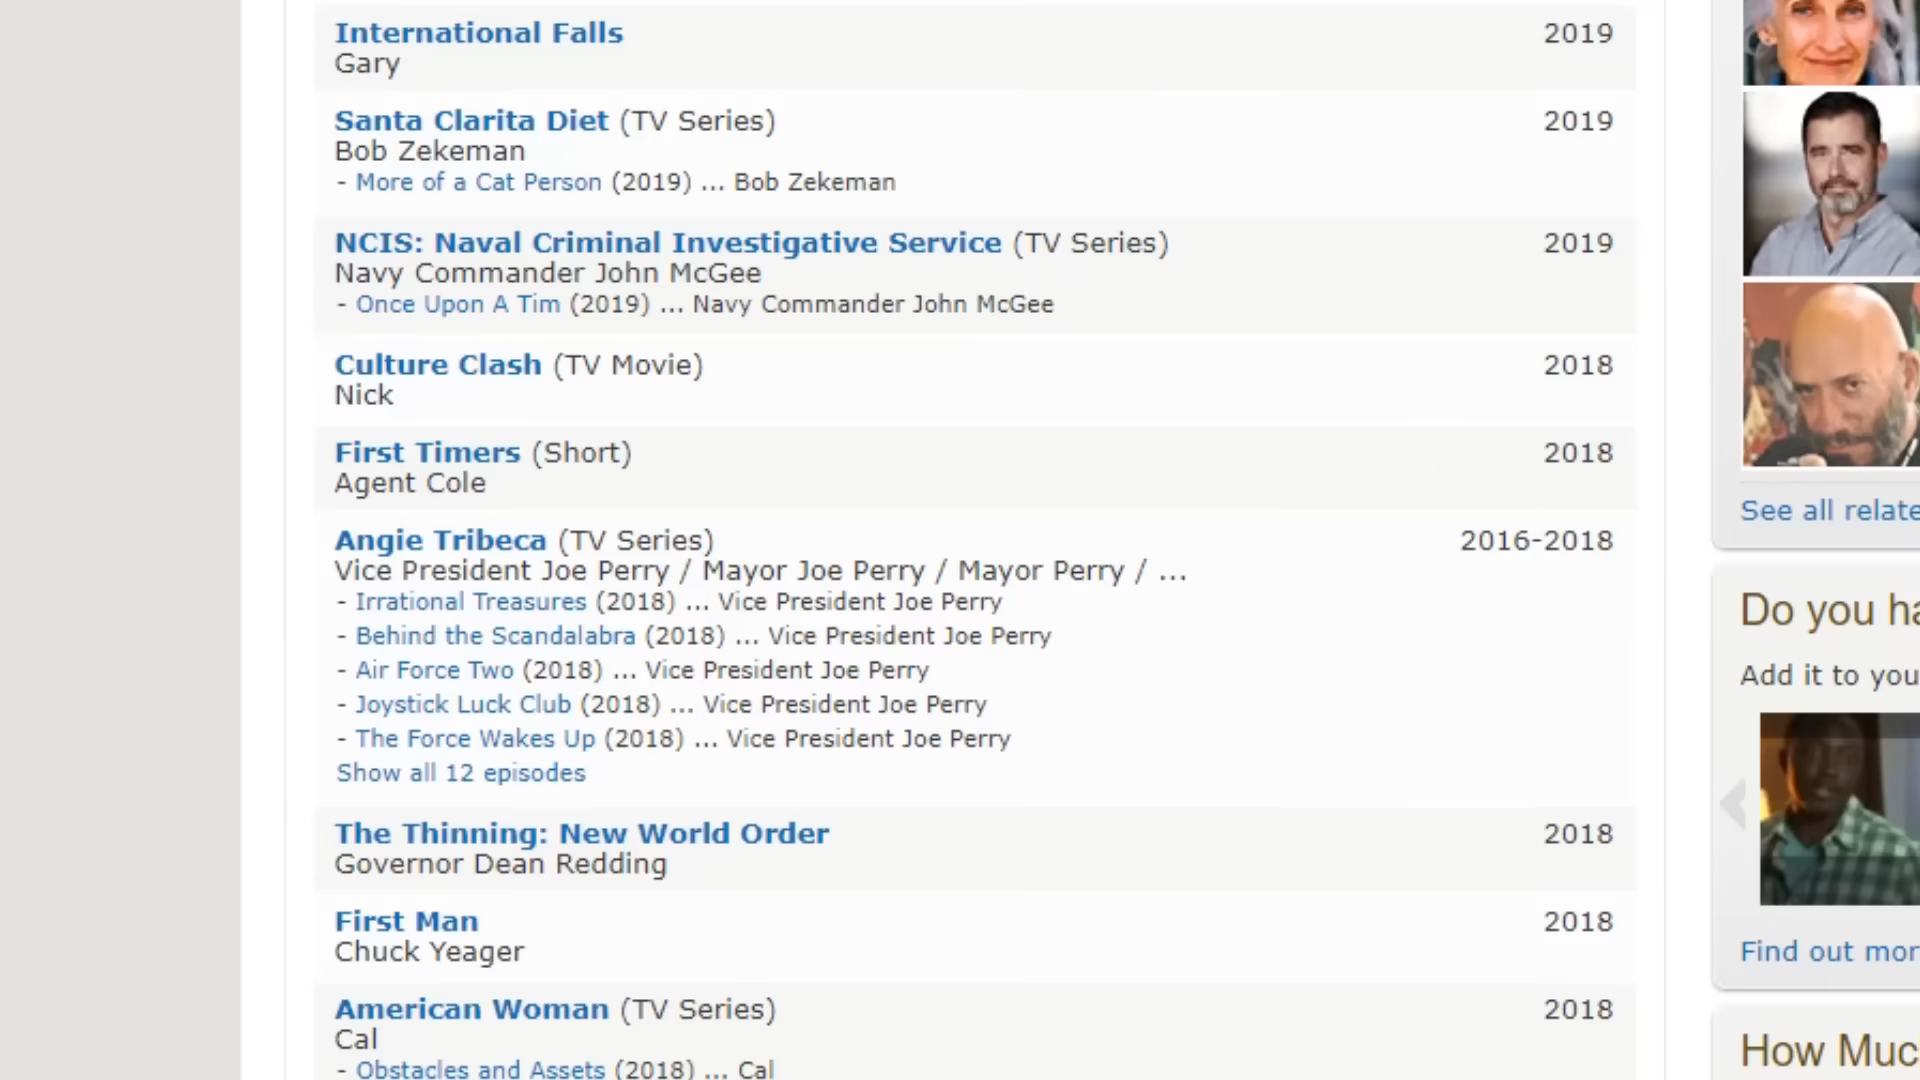 International Falls 2019
Gary
Santa Clarita Diet (TV Series) 2019
Bob Zekeman
- More of a Cat Person (2019) ... Bob Zekeman
NCIS: Naval Criminal Investigative Service (TV Series) 2019
Navy Commander John McGee
- Once Upon A Tim (2019) ... Navy Commander John McGee
Culture Clash (TV Movie) 2018
Nick
First Timers (Short) 2018
Agent Cole
Angie Tribeca (TV Series) 2016-2018
Vice President Joe Perry / Mayor Joe Perry / Mayor Perry / ...
- Irrational Treasures (2018) ... Vice President Joe Perry
- Behind the Scandalabra (2018) ... Vice President Joe Perry
- Air Force Two (2018) ... Vice President Joe Perry
- Joystick Luck Club (2018) ... Vice President Joe Perry
- The Force Wakes Up (2018) ... Vice President Joe Perry
Show all 12 episodes
The Thinning: New World Order 2018
Governor Dean Redding
First Man 2018
Chuck Yeager
American Woman (TV Series) 2018
Cal
- Obstacles and Assets (2018) ... Cal
See all relate
Do you ha
Add it to you
Find out mor
How Muc